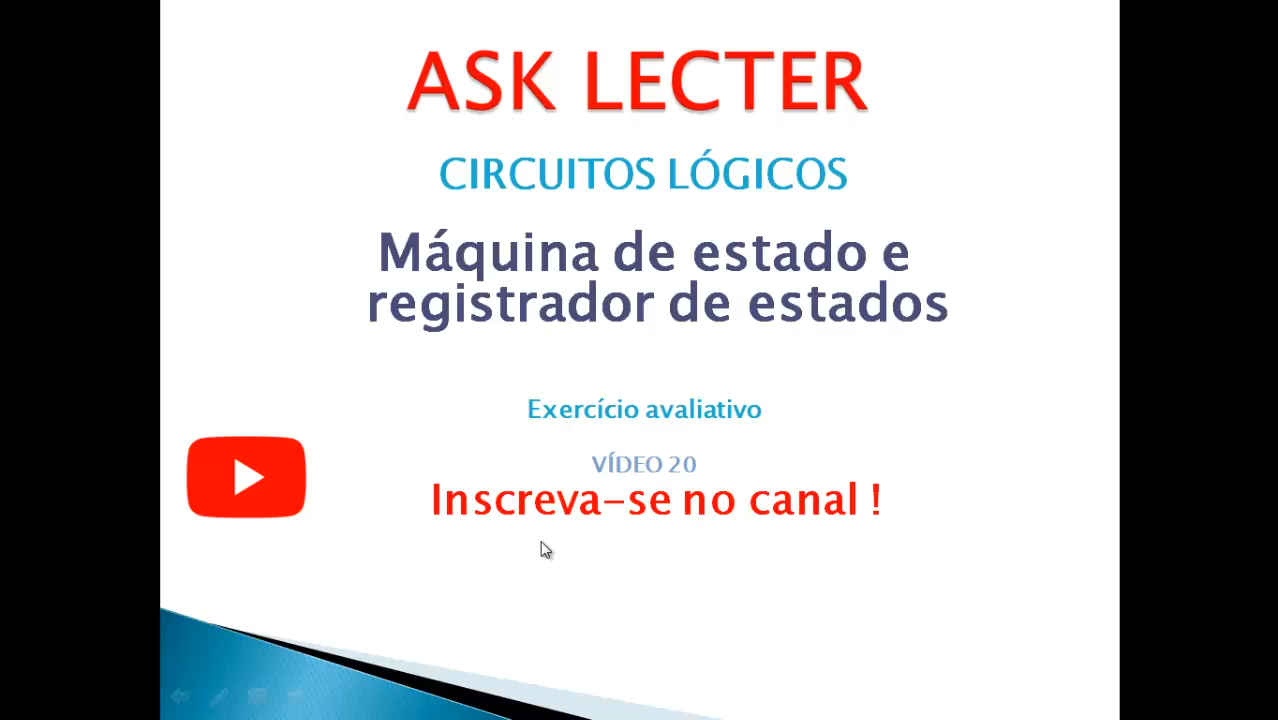 ASK LECTER
CIRCUITOS LÓGICOS
Máquina de estado e
registrador de estados
Exercício avaliativo
VÍDEO 20
Inscreva-se no canal !